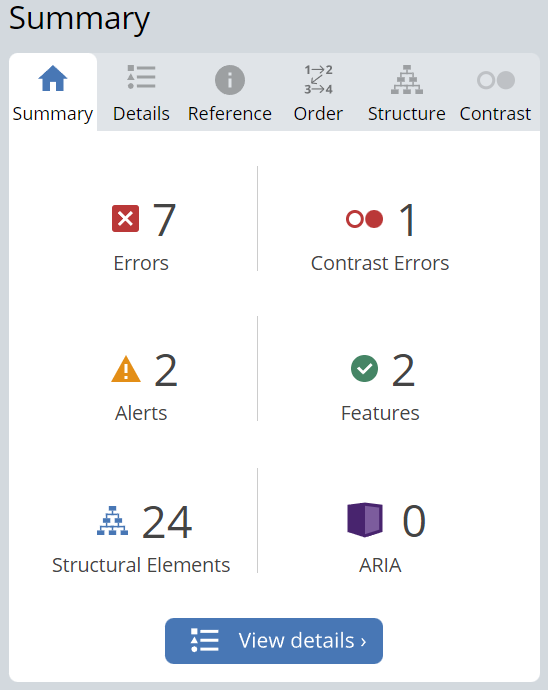 Summary
Summary Details Reference Order Structure Contrast
1→2
3→4
7 1
Errors Contrast Errors
2 2
Alerts Features
24 0
Structural Elements ARIA
View details ›